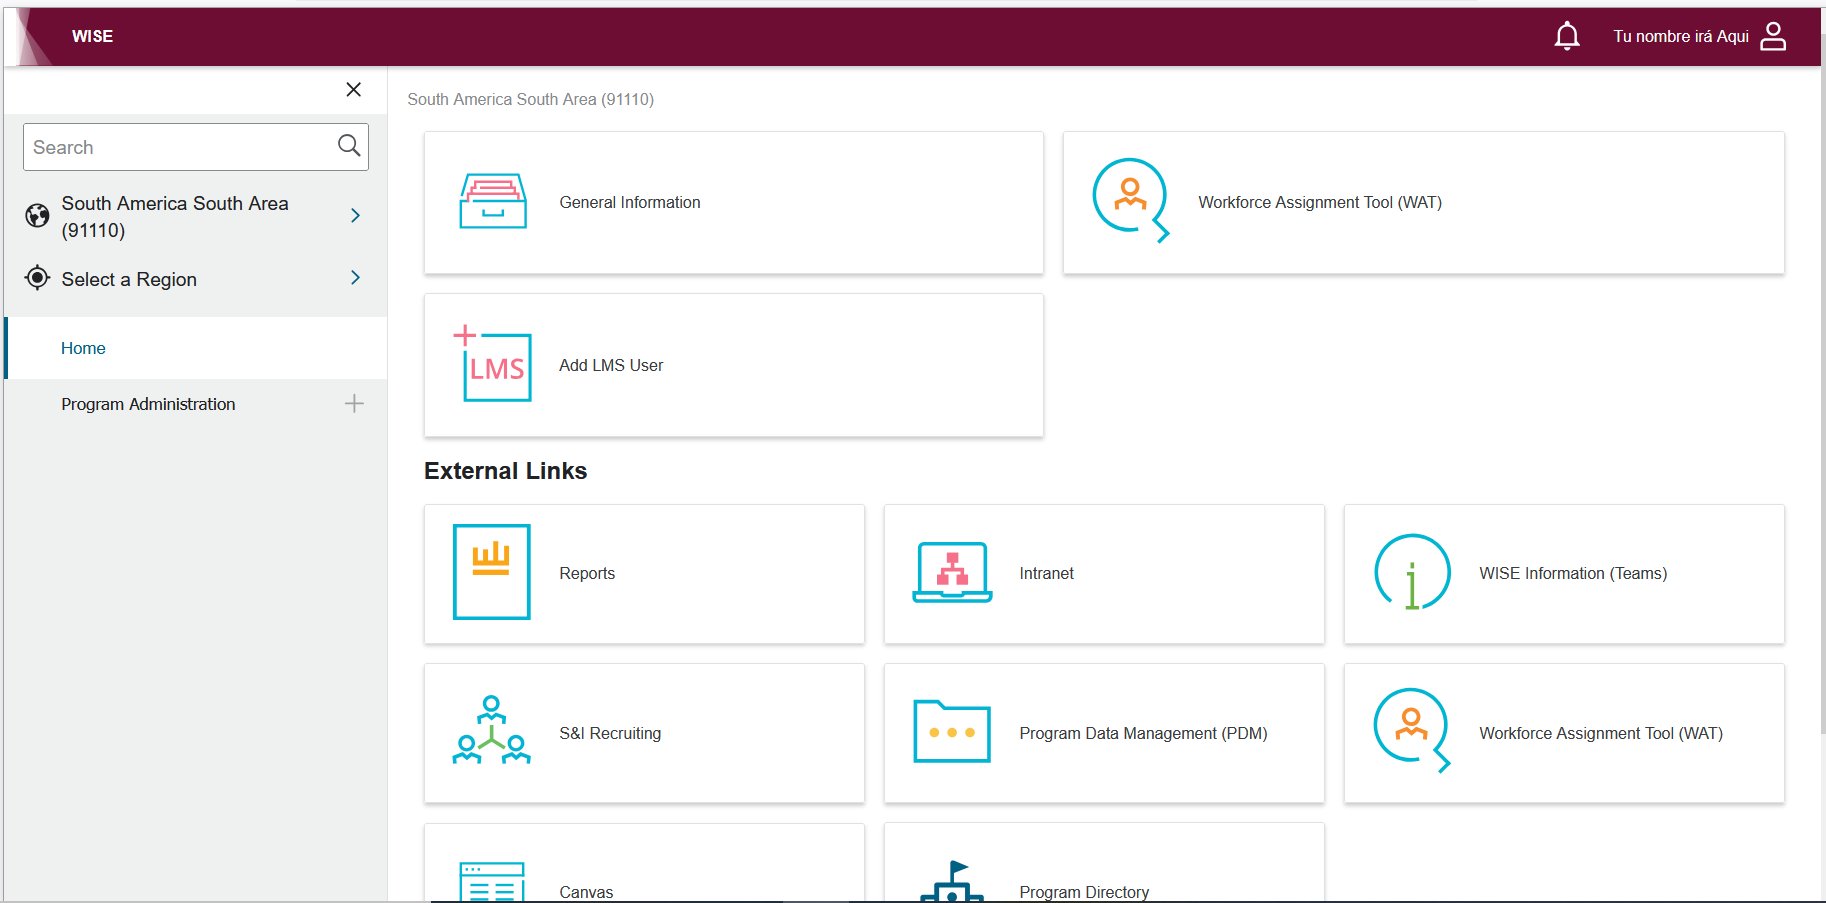 WISE
Tu nombre irá Aqui
Search
South America South Area
(91110)
Select a Region
Home
Program Administration
South America South Area (91110)
General Information
Workforce Assignment Tool (WAT)
LMS
Add LMS User
External Links
Reports
Intranet
WISE Information (Teams)
S&I Recruiting
Program Data Management (PDM)
Workforce Assignment Tool (WAT)
Canvas
Program Directory